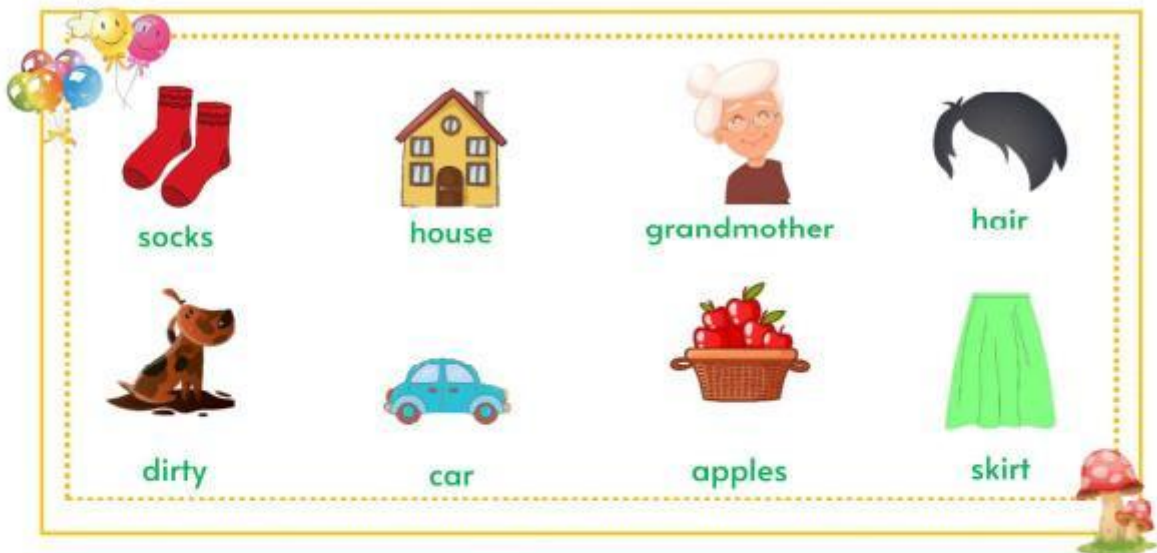 socks
house
grandmother
hair
dirty
car
apples
skirt